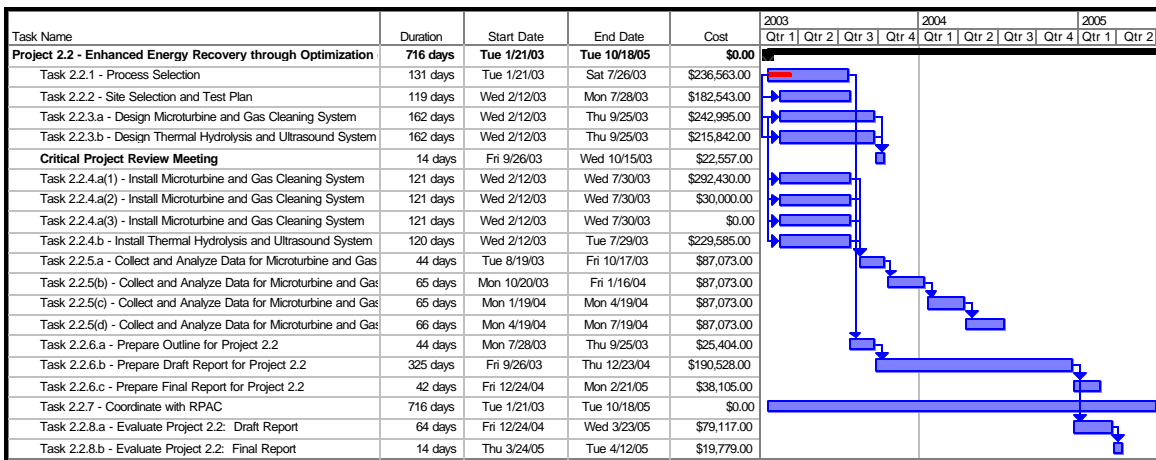 2003 2004 2005
Task Name Duration Start Date End Date Cost Qtr 1 Qtr 2 Qtr 3 Qtr 4 Qtr 1 Qtr 2 Qtr 3 Qtr 4 Qtr 1 Qtr 2
Project 2.2 - Enhanced Energy Recovery through Optimization 716 days Tue 1/21/03 Tue 10/18/05 $0.00
Task 2.2.1 - Process Selection 131 days Tue 1/21/03 Sat 7/26/03 $236,563.00
Task 2.2.2 - Site Selection and Test Plan 119 days Wed 2/12/03 Mon 7/28/03 $182,543.00
Task 2.2.3.a - Design Microturbine and Gas Cleaning System 162 days Wed 2/12/03 Thu 9/25/03 $242,995.00
Task 2.2.3.b - Design Thermal Hydrolysis and Ultrasound System 162 days Wed 2/12/03 Thu 9/25/03 $215,842.00
Critical Project Review Meeting 14 days Fri 9/26/03 Wed 10/15/03 $22,557.00
Task 2.2.4.a(1) - Install Microturbine and Gas Cleaning System 121 days Wed 2/12/03 Wed 7/30/03 $292,430.00
Task 2.2.4.a(2) - Install Microturbine and Gas Cleaning System 121 days Wed 2/12/03 Wed 7/30/03 $30,000.00
Task 2.2.4.a(3) - Install Microturbine and Gas Cleaning System 121 days Wed 2/12/03 Wed 7/30/03 $0.00
Task 2.2.4.b - Install Thermal Hydrolysis and Ultrasound System 120 days Wed 2/12/03 Tue 7/29/03 $229,585.00
Task 2.2.5.a - Collect and Analyze Data for Microturbine and Gas 44 days Tue 8/19/03 Fri 10/17/03 $87,073.00
Task 2.2.5(b) - Collect and Analyze Data for Microturbine and Gas 65 days Mon 10/20/03 Fri 1/16/04 $87,073.00
Task 2.2.5(c) - Collect and Analyze Data for Microturbine and Gas 65 days Mon 1/19/04 Mon 4/19/04 $87,073.00
Task 2.2.5(d) - Collect and Analyze Data for Microturbine and Gas 66 days Mon 4/19/04 Mon 7/19/04 $87,073.00
Task 2.2.6.a - Prepare Outline for Project 2.2 44 days Mon 7/28/03 Thu 9/25/03 $25,404.00
Task 2.2.6.b - Prepare Draft Report for Project 2.2 325 days Fri 9/26/03 Thu 12/23/04 $190,528.00
Task 2.2.6.c - Prepare Final Report for Project 2.2 42 days Fri 12/24/04 Mon 2/21/05 $38,105.00
Task 2.2.7 - Coordinate with RPAC 716 days Tue 1/21/03 Tue 10/18/05 $0.00
Task 2.2.8.a - Evaluate Project 2.2: Draft Report 64 days Fri 12/24/04 Wed 3/23/05 $79,117.00
Task 2.2.8.b - Evaluate Project 2.2: Final Report 14 days Thu 3/24/05 Tue 4/12/05 $19,779.00